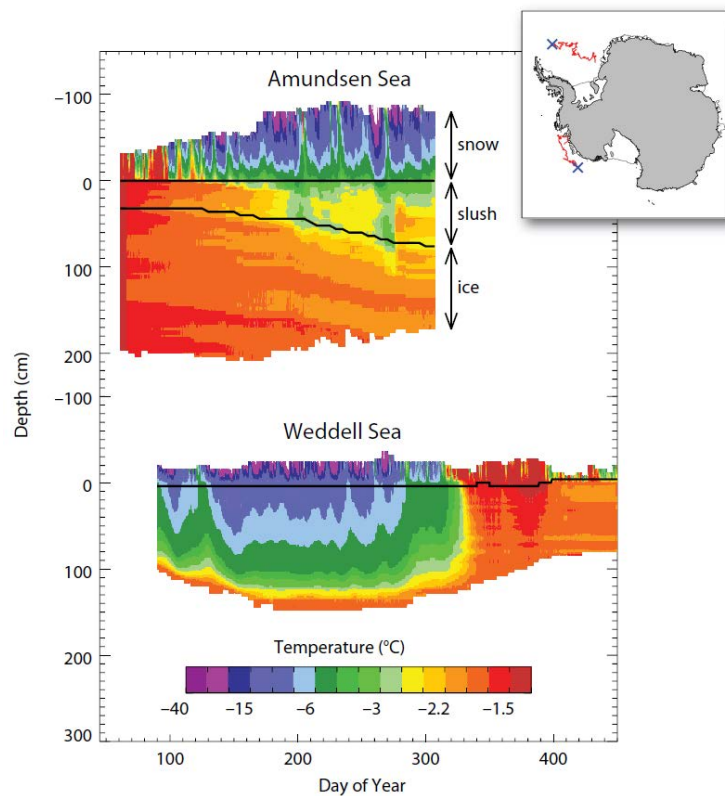 Amundsen Sea
−100
snow
0
slush
100
ice
200
Depth (cm)
−100
Weddell Sea
0
100
Temperature (°C)
200
−40 −15 −6 −3 −2.2 −1.5
300
100 200 300 400
Day of Year